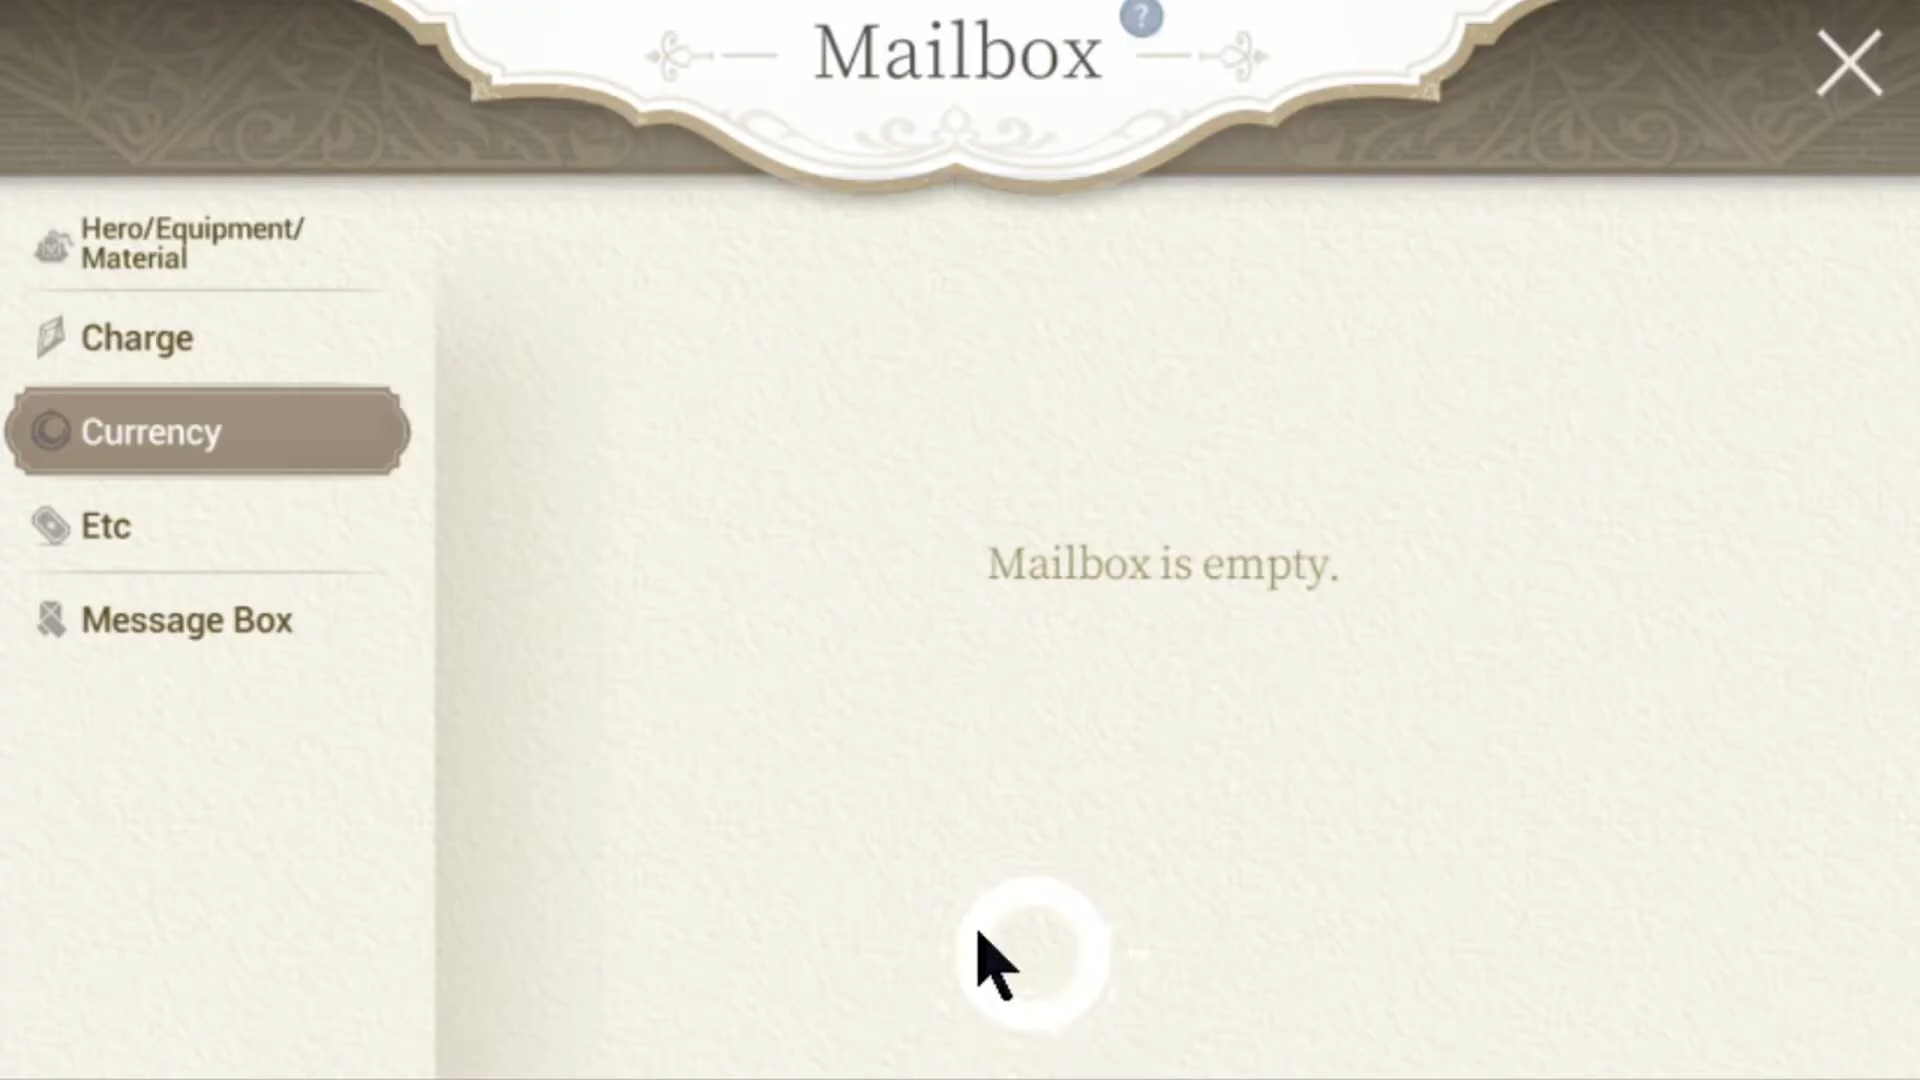 Mailbox
?
Hero/Equipment/
Material
Charge
Currency
Etc
Message Box
Mailbox is empty.